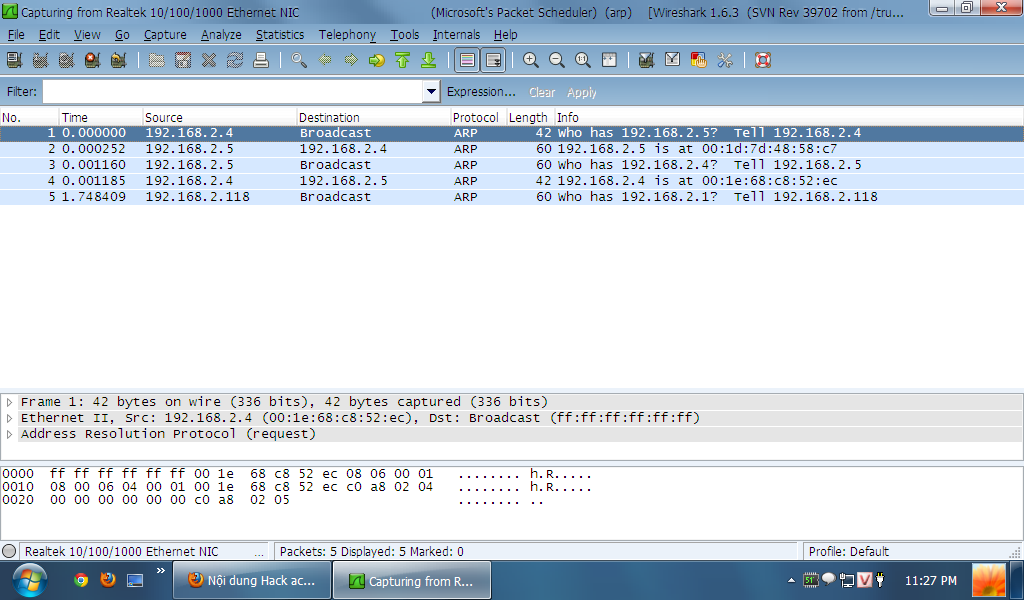 Capturing from Realtek 10/100/1000 Ethernet NIC (Microsoft's Packet Scheduler) (arp) [Wireshark 1.6.3 (SVN Rev 39702 from /tru...
File Edit View Go Capture Analyze Statistics Telephony Tools Internals Help
Filter: Expression... Clear Apply
No. Time Source Destination Protocol Length Info
1 0.000000 192.168.2.4 Broadcast ARP 42 Who has 192.168.2.5? Tell 192.168.2.4
2 0.000252 192.168.2.5 192.168.2.4 ARP 60 192.168.2.5 is at 00:1d:7d:48:58:c7
3 0.001160 192.168.2.5 Broadcast ARP 60 Who has 192.168.2.4? Tell 192.168.2.5
4 0.001185 192.168.2.4 192.168.2.5 ARP 42 192.168.2.4 is at 00:1e:68:c8:52:ec
5 1.748409 192.168.2.118 Broadcast ARP 60 Who has 192.168.2.1? Tell 192.168.2.118
Frame 1: 42 bytes on wire (336 bits), 42 bytes captured (336 bits)
Ethernet II, Src: 192.168.2.4 (00:1e:68:c8:52:ec), Dst: Broadcast (ff:ff:ff:ff:ff:ff)
Address Resolution Protocol (request)
0000 ff ff ff ff ff ff 00 1e 68 c8 52 ec 08 06 00 01 ........ h.R.....
0010 08 00 06 04 00 01 00 1e 68 c8 52 ec c0 a8 02 04 ........ h.R.....
0020 00 00 00 00 00 00 c0 a8 02 05 ........ ..
Realtek 10/100/1000 Ethernet NIC ... Packets: 5 Displayed: 5 Marked: 0 Profile: Default
» Nội dung Hack ac... Capturing from R... 51° V 11:27 PM